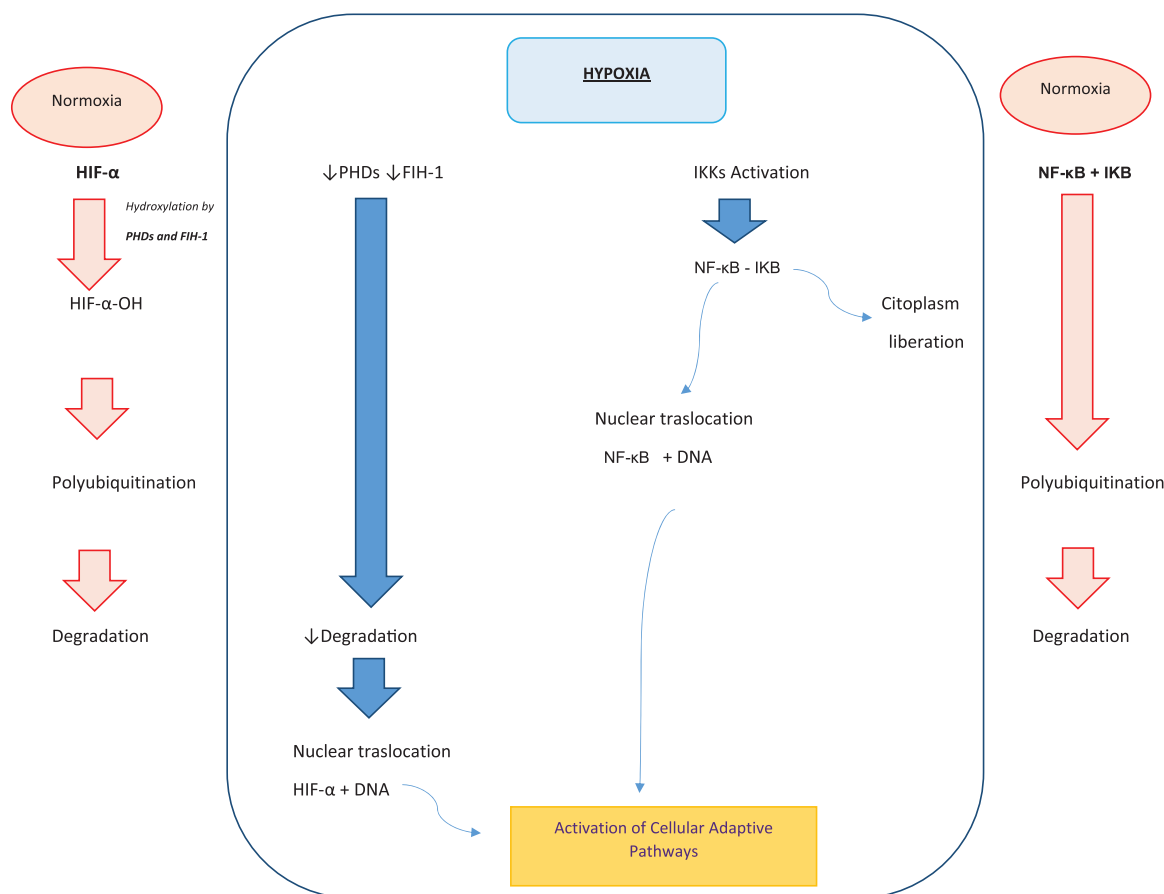 Normoxia
HIF-α
Hydroxylation by
PHDs and FIH-1
HIF-α-OH
Polyubiquitination
Degradation
HYPOXIA
↓PHDs ↓FIH-1
↓Degradation
Nuclear traslocation
HIF-α + DNA
IKKs Activation
NF-κB - IKB
Citoplasm
liberation
Nuclear traslocation
NF-κB + DNA
Activation of Cellular Adaptive
Pathways
Normoxia
NF-κB + IKB
Polyubiquitination
Degradation